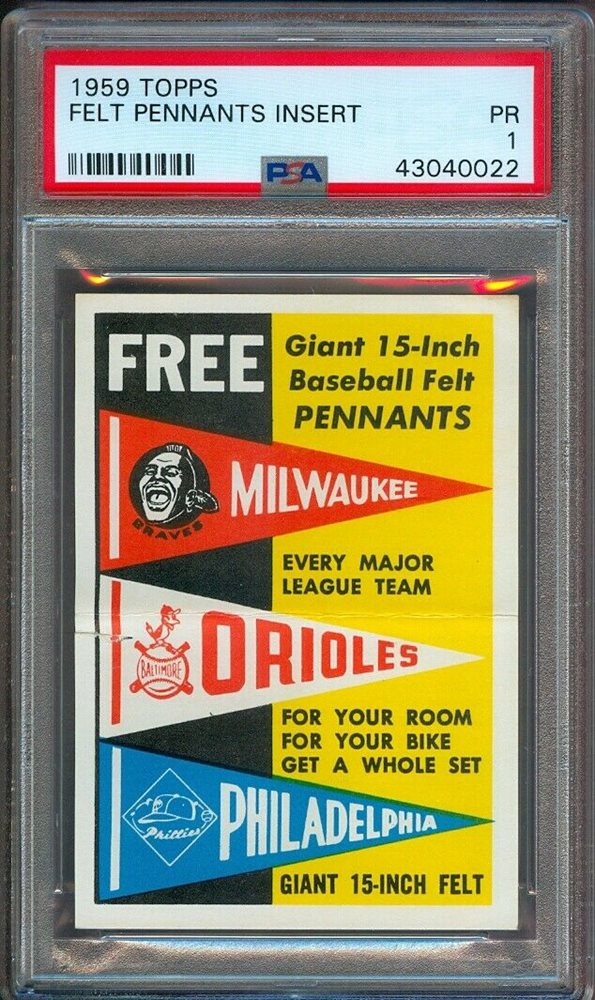 1959 TOPPS
FELT PENNANTS INSERT
PR
1
PSA
43040022
FREE
Giant 15-Inch
Baseball Felt
PENNANTS
MILWAUKEE
BRAVES
EVERY MAJOR
LEAGUE TEAM
ORIOLES
BALTIMORE
FOR YOUR ROOM
FOR YOUR BIKE
GET A WHOLE SET
PHILADELPHIA
Phillies
GIANT 15-INCH FELT